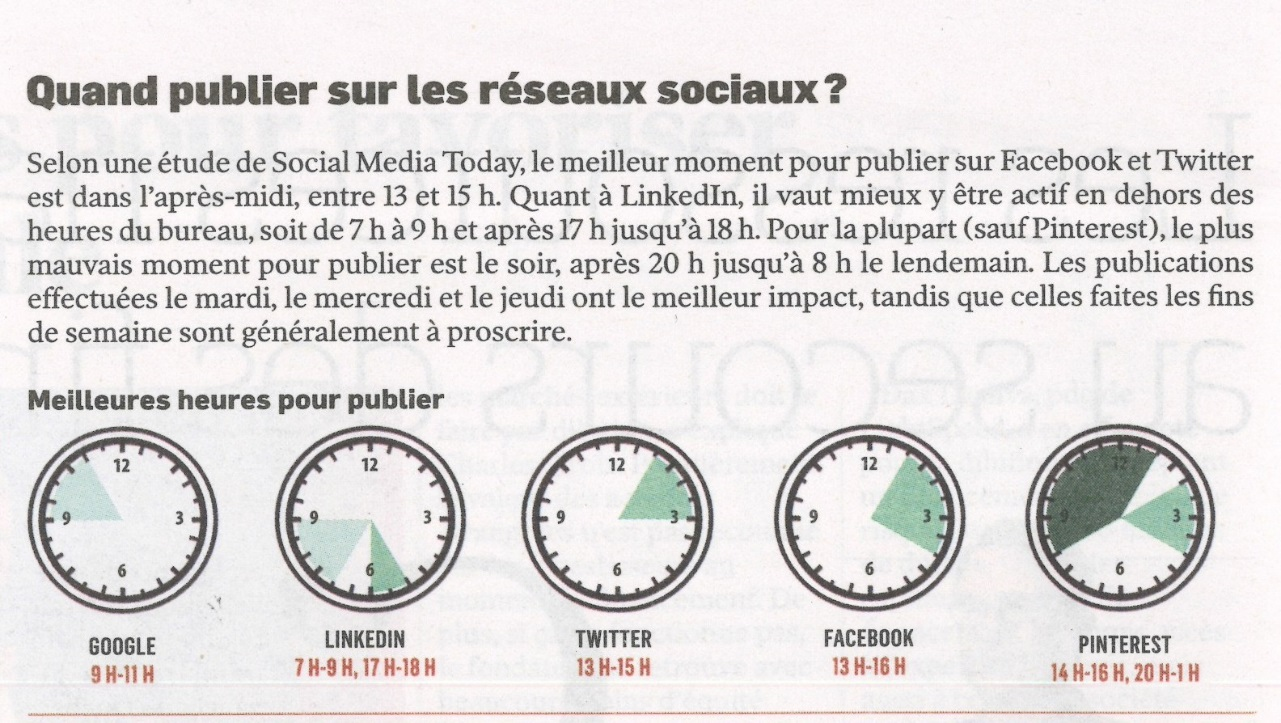 Quand publier sur les réseaux sociaux ?
Selon une étude de Social Media Today, le meilleur moment pour publier sur Facebook et Twitter
est dans l'après-midi, entre 13 et 15 h. Quant à LinkedIn, il vaut mieux y être actif en dehors des
heures du bureau, soit de 7 h à 9 h et après 17 h jusqu'à 18 h. Pour la plupart (sauf Pinterest), le plus
mauvais moment pour publier est le soir, après 20 h jusqu'à 8 h le lendemain. Les publications
effectuées le mardi, le mercredi et le jeudi ont le meilleur impact, tandis que celles faites les fins
de semaine sont généralement à proscrire.
Meilleures heures pour publier
12
9 3
6
GOOGLE
9 H-11 H
12
9 3
6
LINKEDIN
7 H-9 H, 17 H-18 H
12
9 3
6
TWITTER
13 H-15 H
12
9 3
6
FACEBOOK
13 H-16 H
12
9 3
6
PINTEREST
14 H-16 H, 20 H-1 H